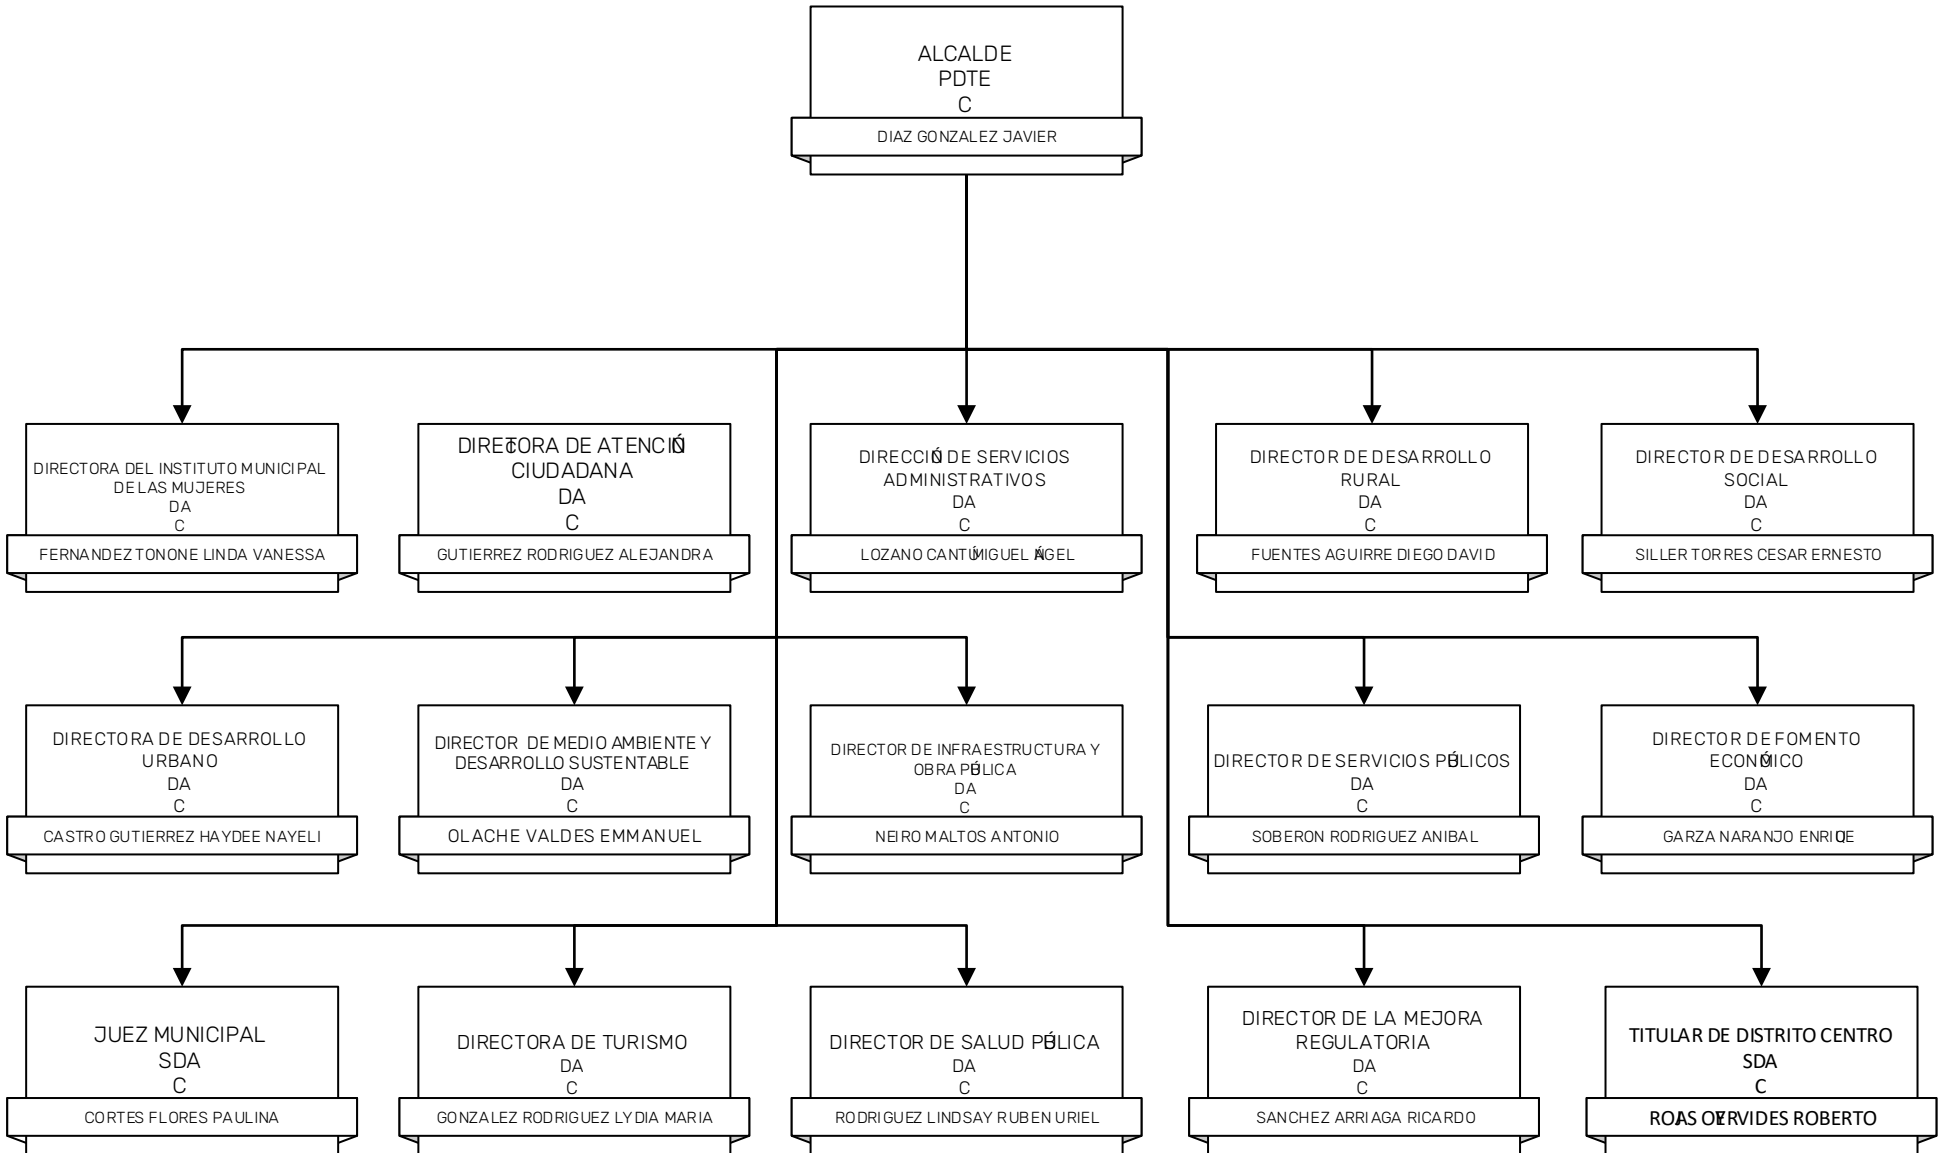 ALCALDE
PDTE
C
DIAZ GONZALEZ JAVIER
DIRECTORA DEL INSTITUTO MUNICIPAL
DE LAS MUJERES
DA
C
FERNANDEZ TONONE LINDA VANESSA
DIRECTORA DE ATENCIÓN
CIUDADANA
DA
C
GUTIERREZ RODRIGUEZ ALEJANDRA
DIRECCIÓN DE SERVICIOS
ADMINISTRATIVOS
DA
C
LOZANO CANTÚ MIGUEL ÁNGEL
DIRECTOR DE DESARROLLO
RURAL
DA
C
FUENTES AGUIRRE DIEGO DAVID
DIRECTOR DE DESARROLLO
SOCIAL
DA
C
SILLER TORRES CESAR ERNESTO
DIRECTORA DE DESARROLLO
URBANO
DA
C
CASTRO GUTIERREZ HAYDEE NAYELI
DIRECTOR DE MEDIO AMBIENTE Y
DESARROLLO SUSTENTABLE
DA
C
OLACHE VALDES EMMANUEL
DIRECTOR DE INFRAESTRUCTURA Y
OBRA PÚBLICA
DA
C
NEIRO MALTOS ANTONIO
DIRECTOR DE SERVICIOS PÚBLICOS
DA
C
SOBERON RODRIGUEZ ANIBAL
DIRECTOR DE FOMENTO
ECONÓMICO
DA
C
GARZA NARANJO ENRIQUE
JUEZ MUNICIPAL
SDA
C
CORTES FLORES PAULINA
DIRECTORA DE TURISMO
DA
C
GONZALEZ RODRIGUEZ LYDIA MARIA
DIRECTOR DE SALUD PÚBLICA
DA
C
RODRIGUEZ LINDSAY RUBEN URIEL
DIRECTOR DE LA MEJORA
REGULATORIA
DA
C
SANCHEZ ARRIAGA RICARDO
TITULAR DE DISTRITO CENTRO
SDA
C
ROJAS OYERVIDES ROBERTO